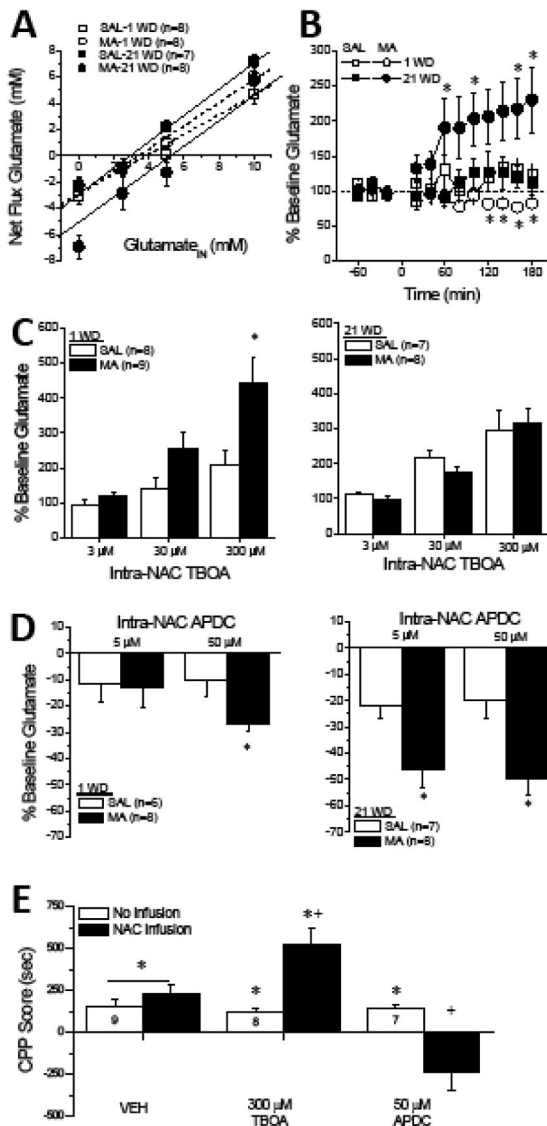 A
SAL-1 WD (n=8)
MA-1 WD (n=8)
SAL-21 WD (n=7)
MA-21 WD (n=8)
Net Flux Glutamate (mM)
8
6
4
2
0
-2
-4
-6
-8
0
5
10
Glutamate IN (mM)
B
SAL MA
1 WD
21 WD
% Baseline Glutamate
300
250
200
150
100
50
0
-60 0 60 120 180
Time (min)
* * * *
* * * *
C
1 WD
SAL (n=8)
MA (n=9)
*
% Baseline Glutamate
600
500
400
300
200
100
3 µM 30 µM 300 µM
Intra-NAC TBOA
21 WD
SAL (n=7)
MA (n=8)
600
500
400
300
200
100
3 µM 30 µM 300 µM
Intra-NAC TBOA
D
Intra-NAC APDC
5 µM 50 µM
% Baseline Glutamate
10
0
-10
-20
-30
-40
-50
-60
-70
*
1 WD
MA (n=8)
Intra-NAC APDC
5 µM 50 µM
10
0
-10
-20
-30
-40
-50
-60
-70
* *
21 WD
SAL (n=7)
MA (n=8)
E
No Infusion
NAC Infusion
CPP Score (sec)
750
500
250
0
-250
-500
*
* *+
* +
9 8 7
VEH
300 µM
TBOA
50 µM
APDC